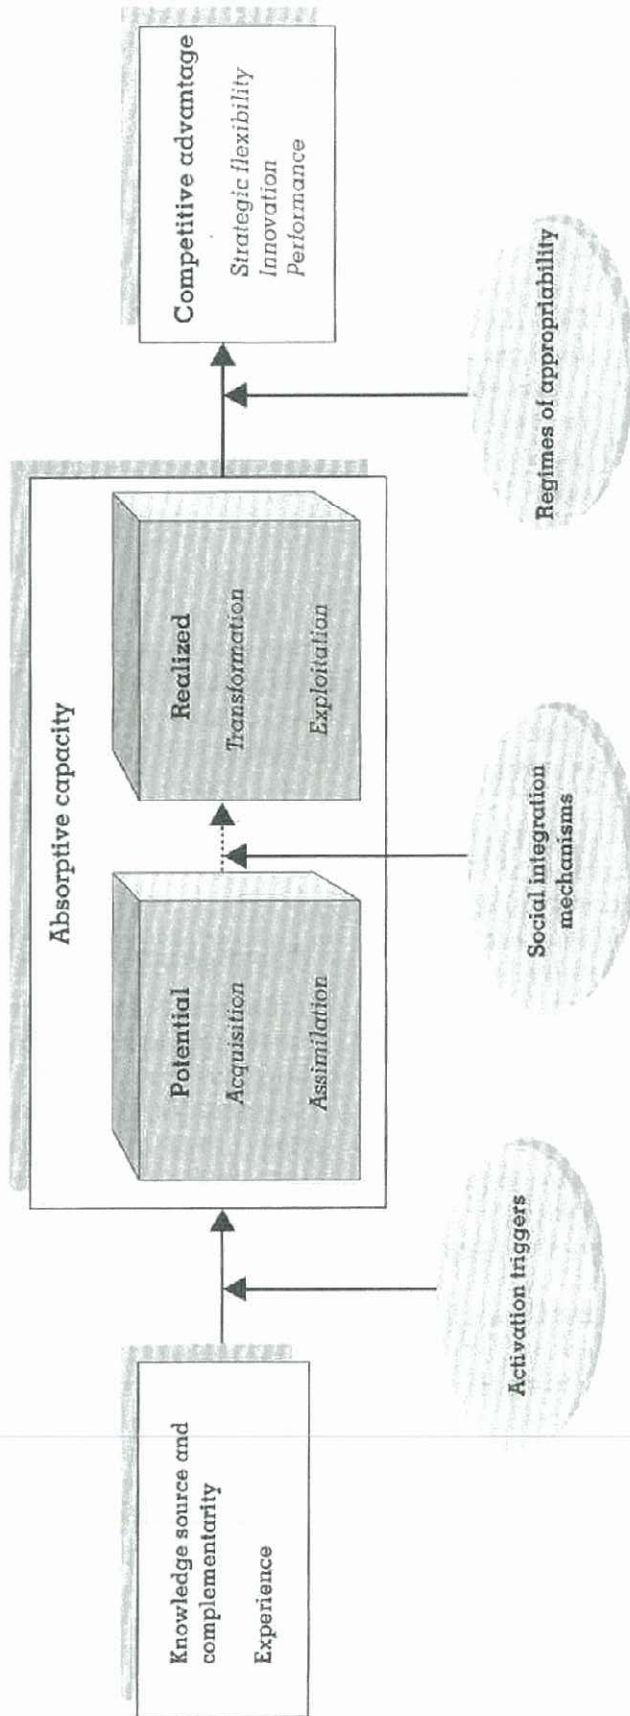 Knowledge source and
complementarity
Experience
Activation triggers
Absorptive capacity
Potential
Acquisition
Assimilation
Social integration
mechanisms
Realized
Transformation
Exploitation
Regimes of appropriability
Competitive advantage
Strategic flexibility
Innovation
Performance